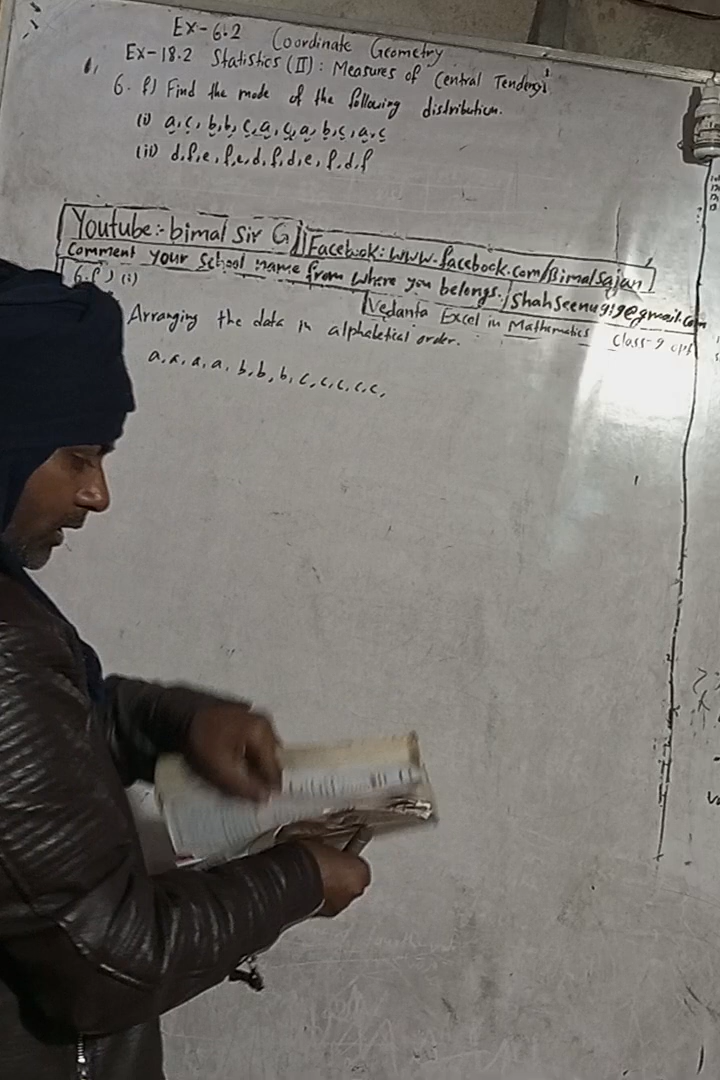 Ex-6.2 Coordinate Geometry
Ex-18.2 Statistics (II): Measures of Central Tendency
6. f) Find the mode of the following distribution.
(i) a, c, b, b, c, a, c, a, b, c, a, c
(ii) d, f, e, f, e, d, f, d, e, f, d, f
Youtube:- bimal Sir G
Facebook: www.facebook.com/Bimalsajan
Comment your School name from where you belongs. / Shahseenu919@gmail.com
Vedanta Excel in Mathematics Class-9
6. f) (i)
Arranging the data in alphabetical order.
a, a, a, a, b, b, b, c, c, c, c, c,